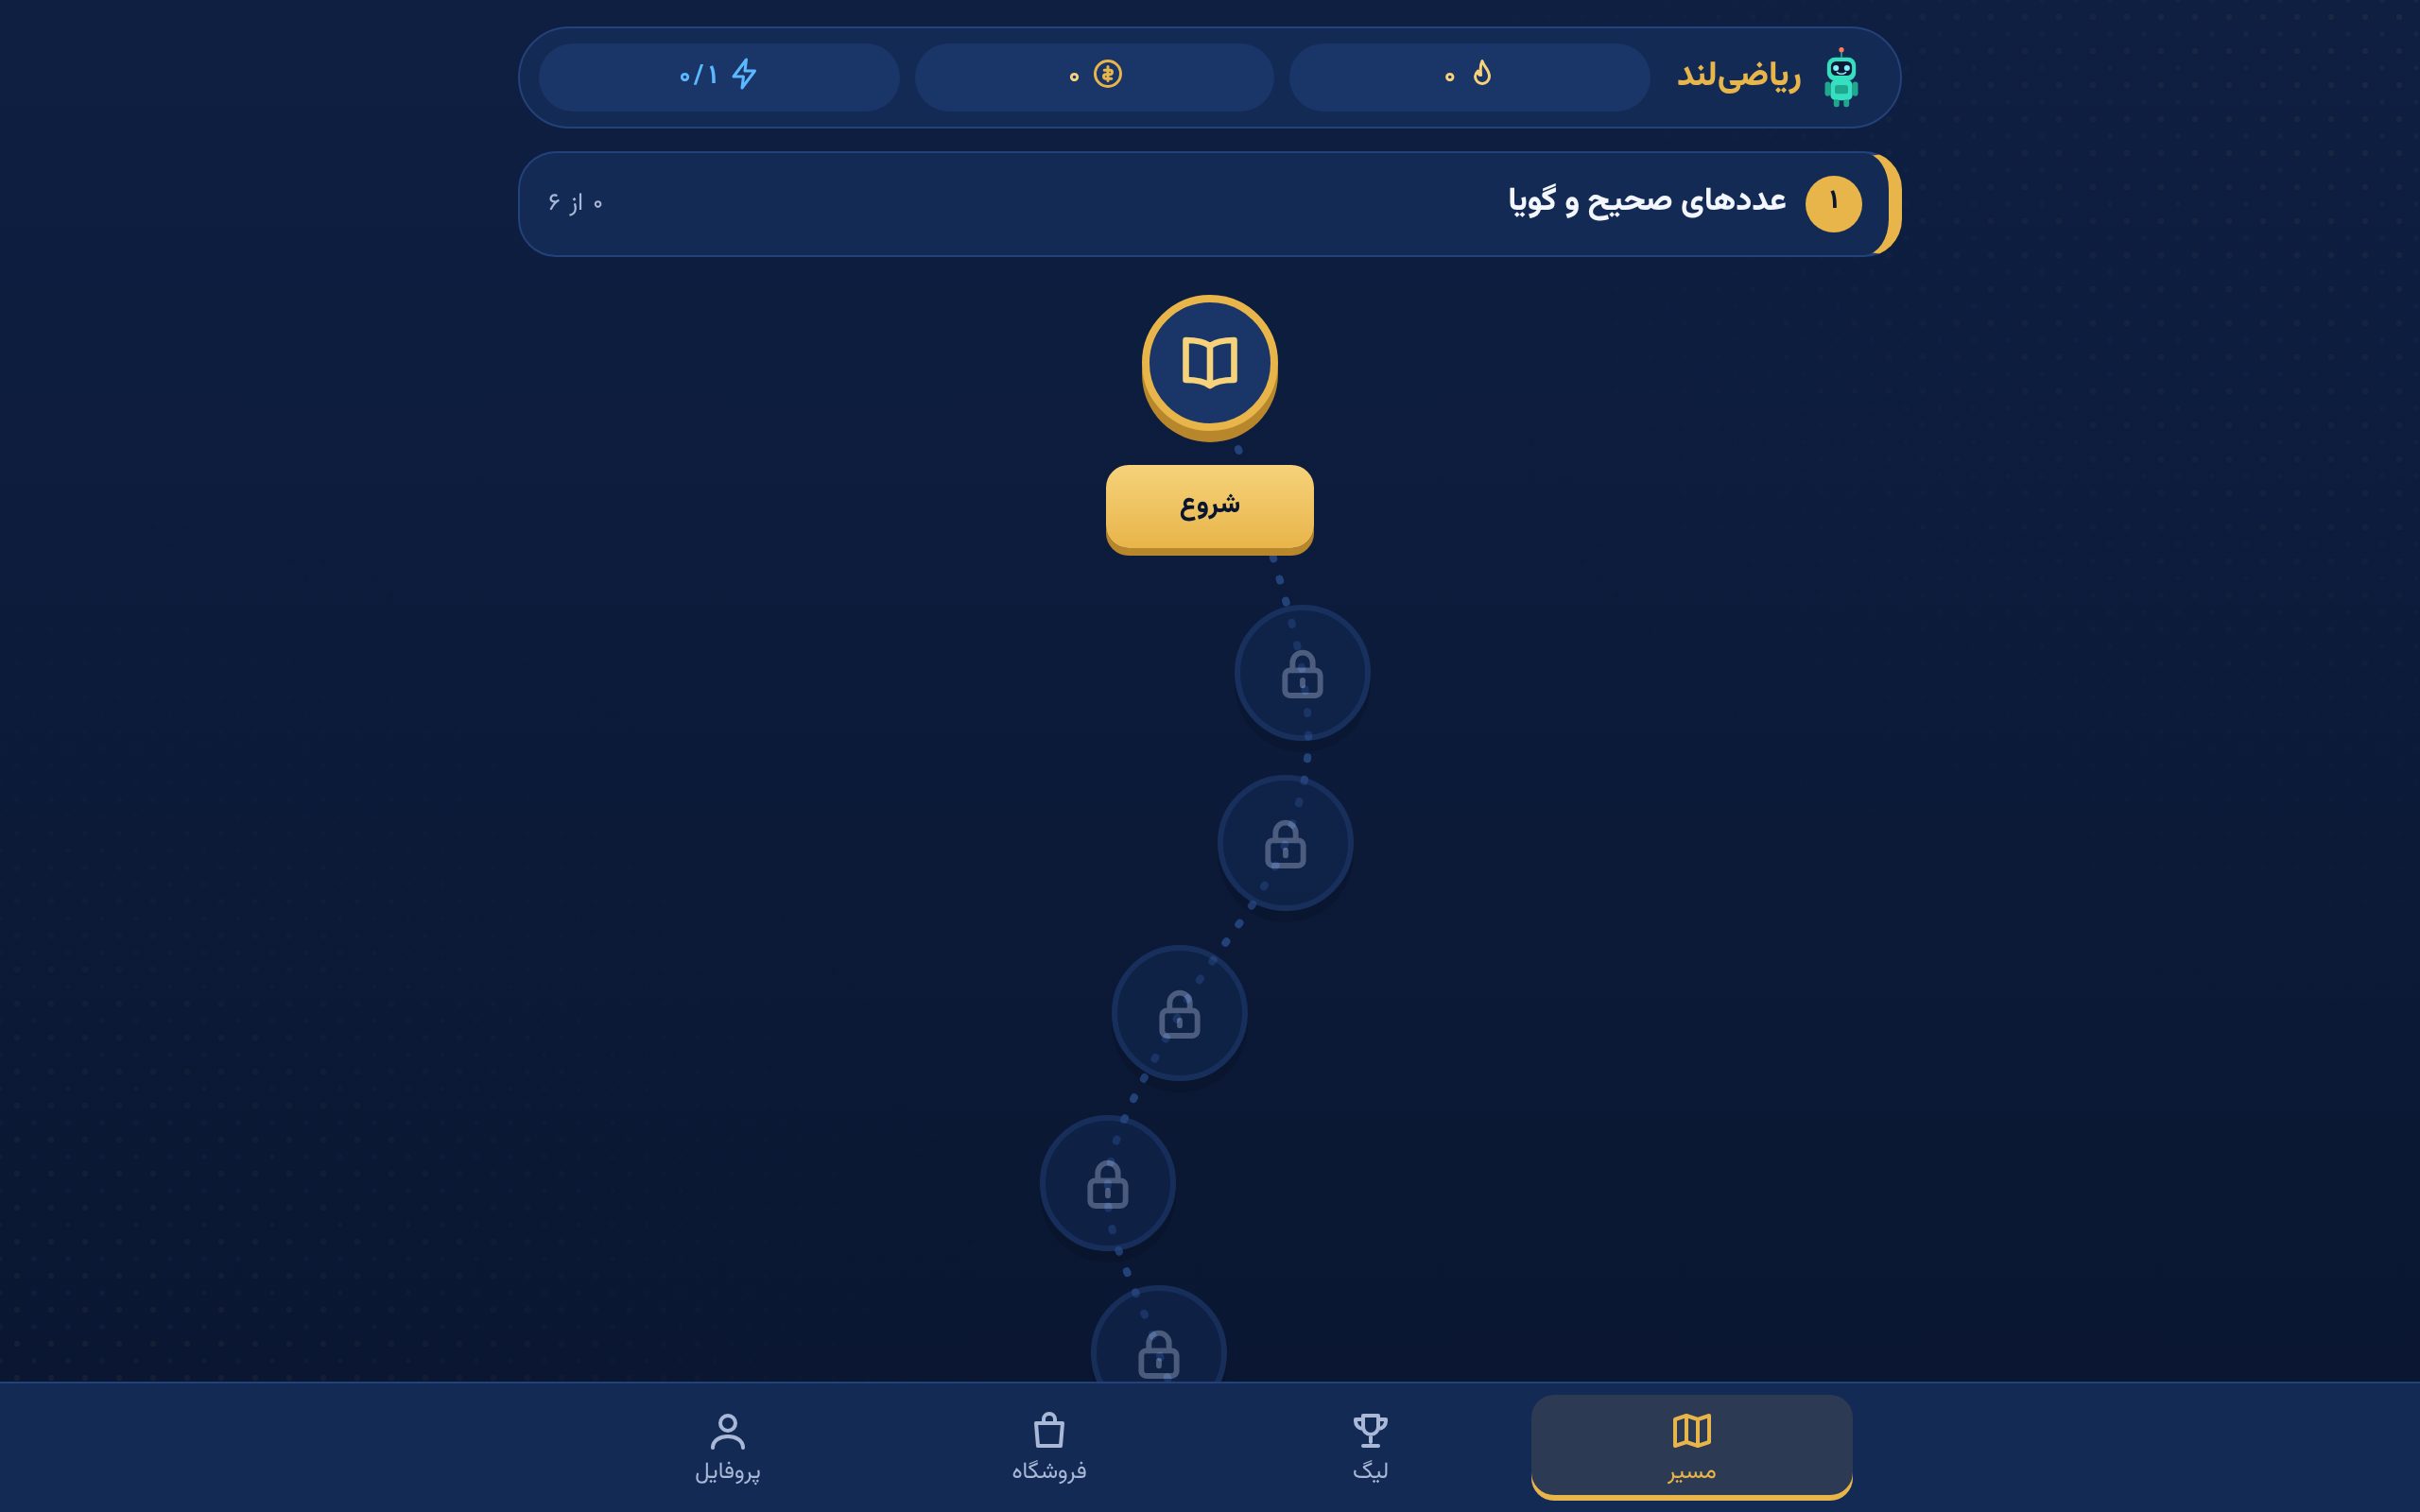 ریاضی‌لند
۰
۰
۰/۱
۱
عددهای صحیح و گویا
۰ از ۶
شروع
مسیر
لیگ
فروشگاه
پروفایل